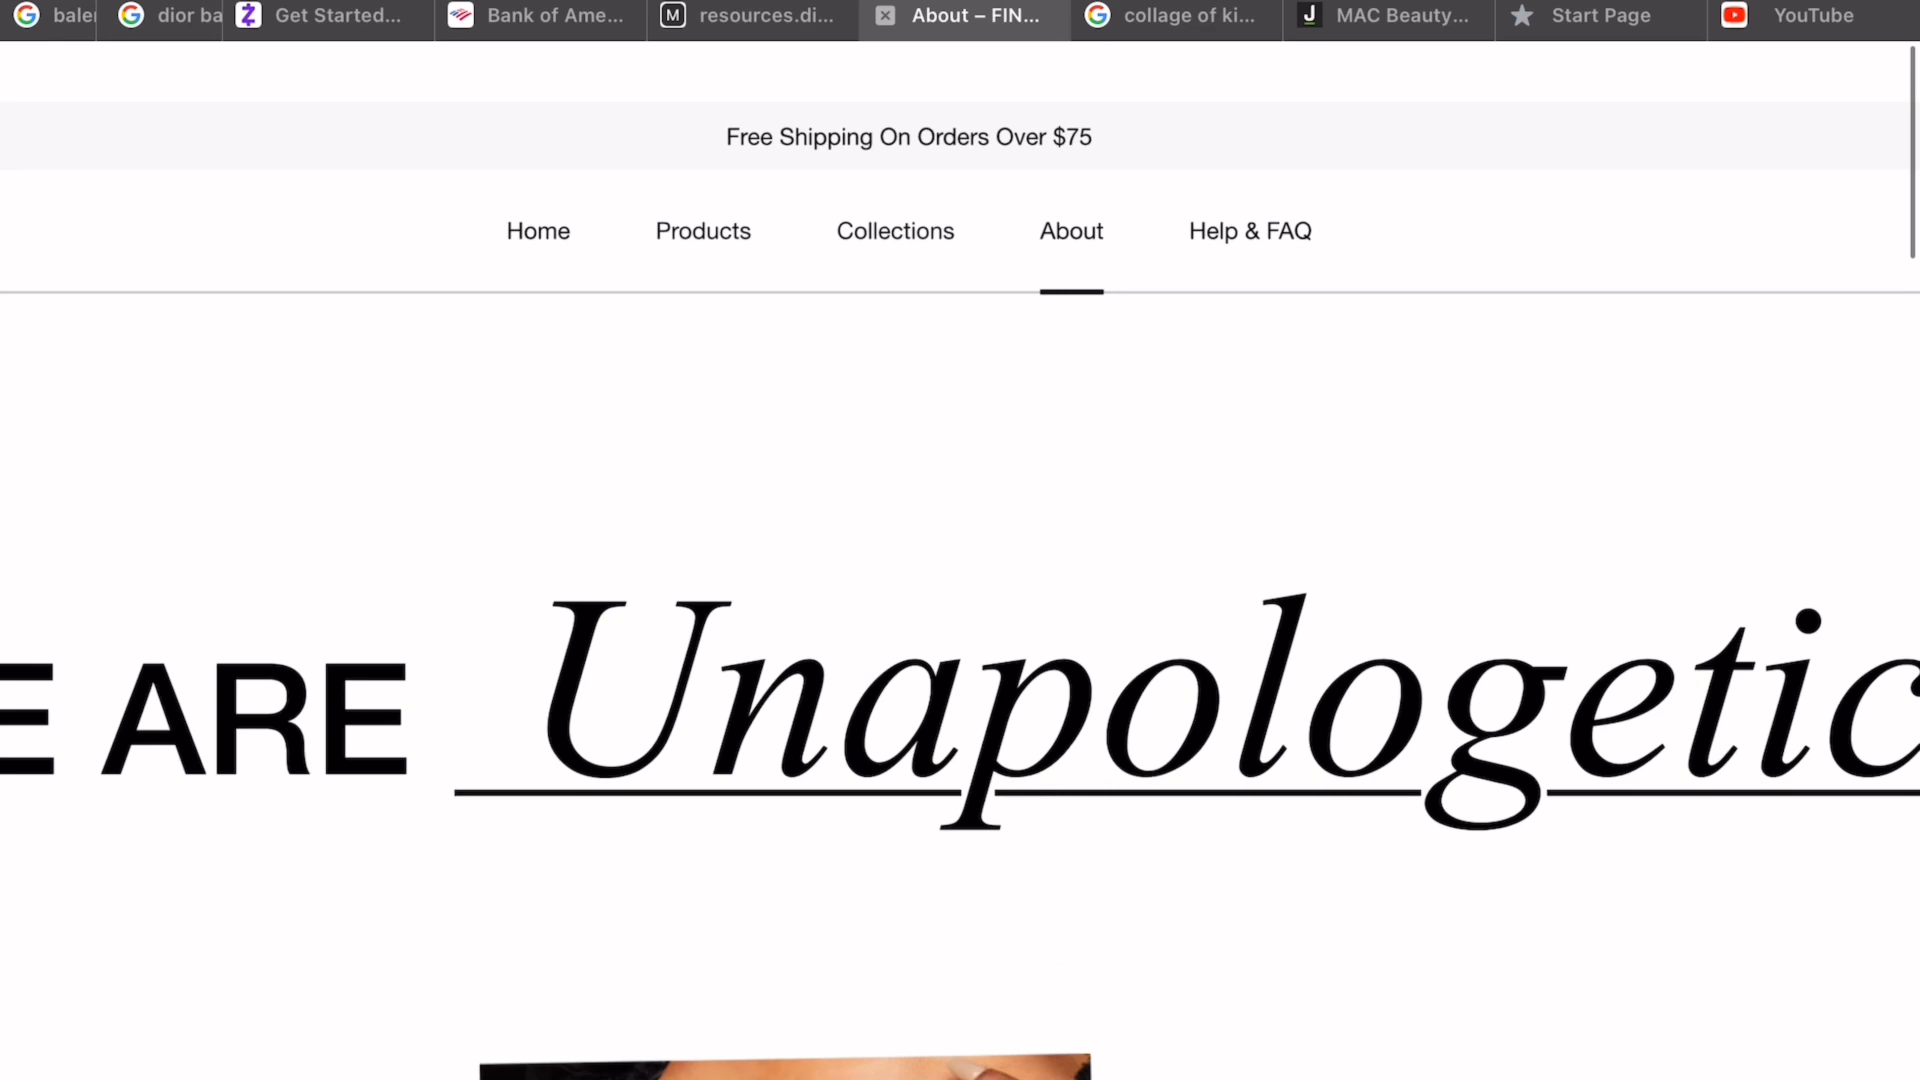 baler dior ba Get Started... Bank of Ame... M resources.di... About – FIN... collage of ki... J MAC Beauty... Start Page YouTube
Free Shipping On Orders Over $75
Home Products Collections About Help & FAQ
E ARE Unapologetic